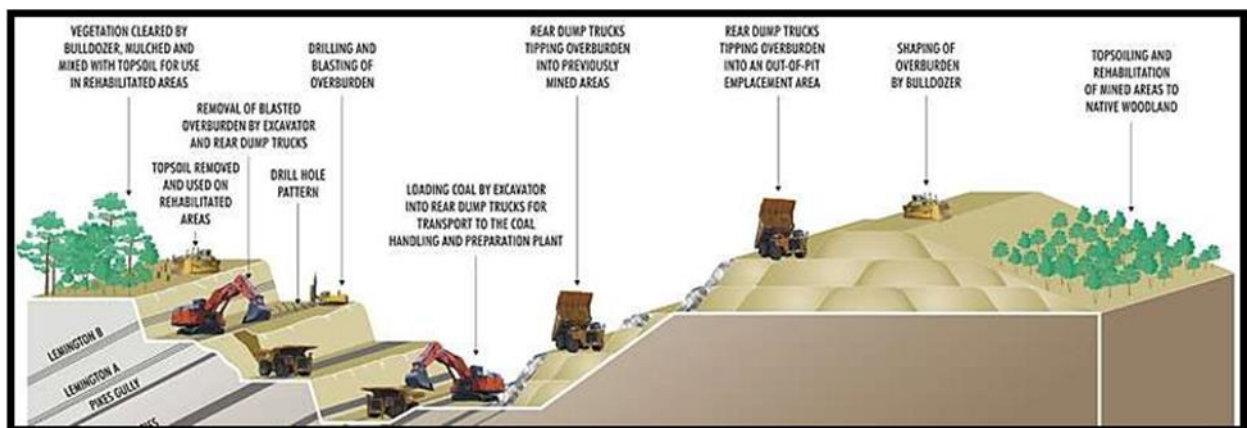 VEGETATION CLEARED BY
BULLDOZER, MULCHED AND
MIXED WITH TOPSOIL FOR USE
IN REHABILITATED AREAS
REMOVAL OF BLASTED
OVERBURDEN BY EXCAVATOR
AND REAR DUMP TRUCKS
TOPSOIL REMOVED
AND USED ON
REHABILITATED
AREAS
DRILL HOLE
PATTERN
DRILLING AND
BLASTING OF
OVERBURDEN
LOADING COAL BY EXCAVATOR
INTO REAR DUMP TRUCKS FOR
TRANSPORT TO THE COAL
HANDLING AND PREPARATION PLANT
REAR DUMP TRUCKS
TIPPING OVERBURDEN
INTO PREVIOUSLY
MINED AREAS
REAR DUMP TRUCKS
TIPPING OVERBURDEN
INTO AN OUT-OF-PIT
EMPLACEMENT AREA
SHAPING OF
OVERBURDEN
BY BULLDOZER
TOPSOILING AND
REHABILITATION
OF MINED AREAS TO
NATIVE WOODLAND
LEMINGTON B
LEMINGTON A
PIKES GULLY